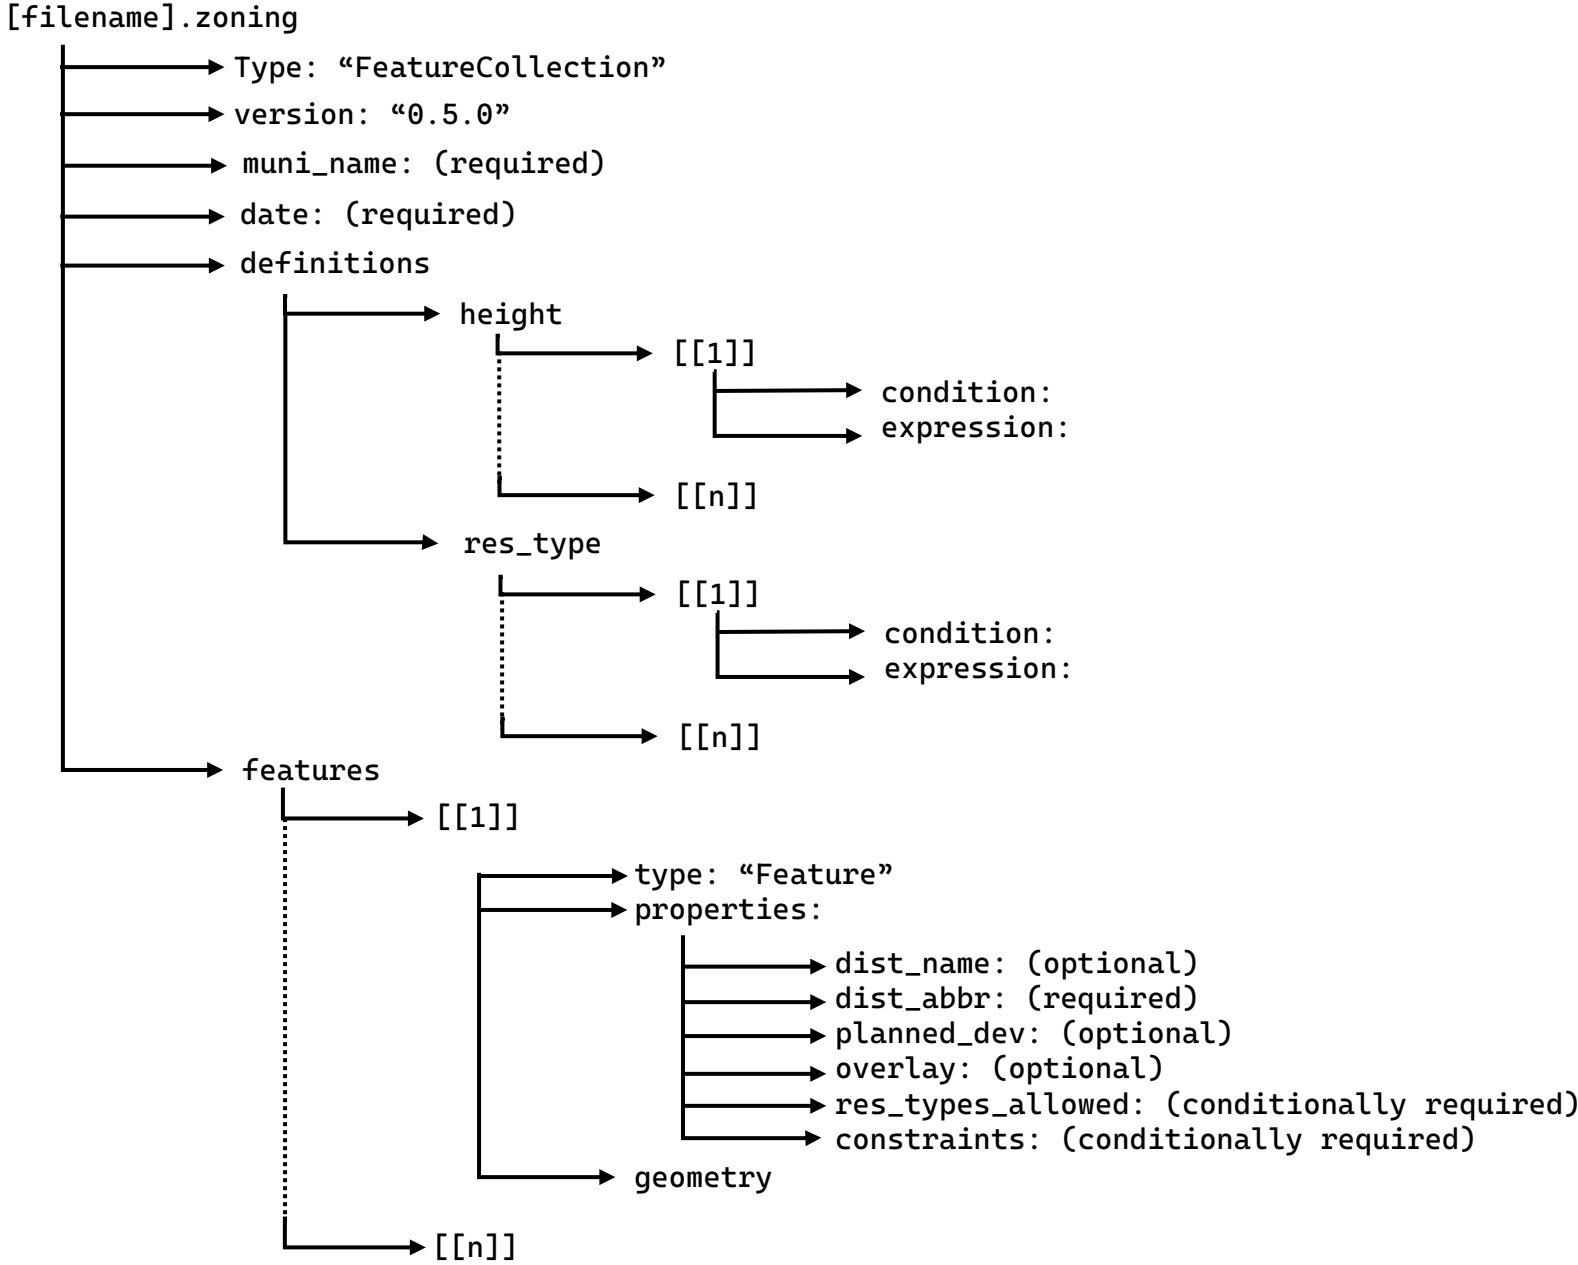 [filename].zoning
Type: “FeatureCollection”
version: “0.5.0”
muni_name: (required)
date: (required)
definitions
height
[[1]]
condition:
expression:
[[n]]
res_type
[[1]]
condition:
expression:
[[n]]
features
[[1]]
type: “Feature”
properties:
dist_name: (optional)
dist_abbr: (required)
planned_dev: (optional)
overlay: (optional)
res_types_allowed: (conditionally required)
constraints: (conditionally required)
geometry
[[n]]